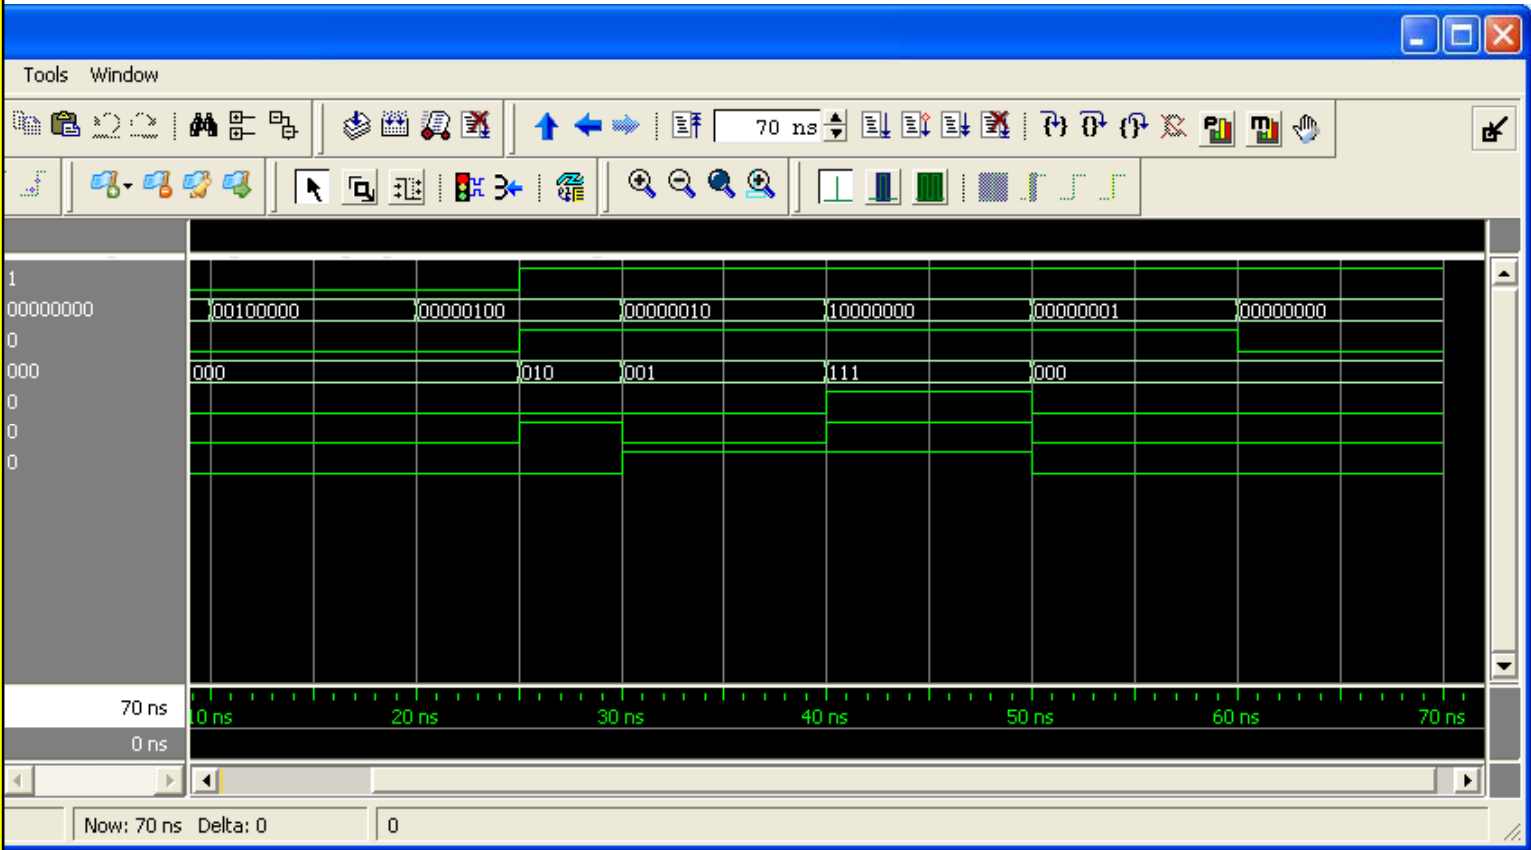 Tools Window
70 ns
1
00000000 00100000 00000100 00000010 10000000 00000001 00000000
0
000 000 010 001 111 000
0
0
0
70 ns 10 ns 20 ns 30 ns 40 ns 50 ns 60 ns 70 ns
0 ns
Now: 70 ns Delta: 0 0